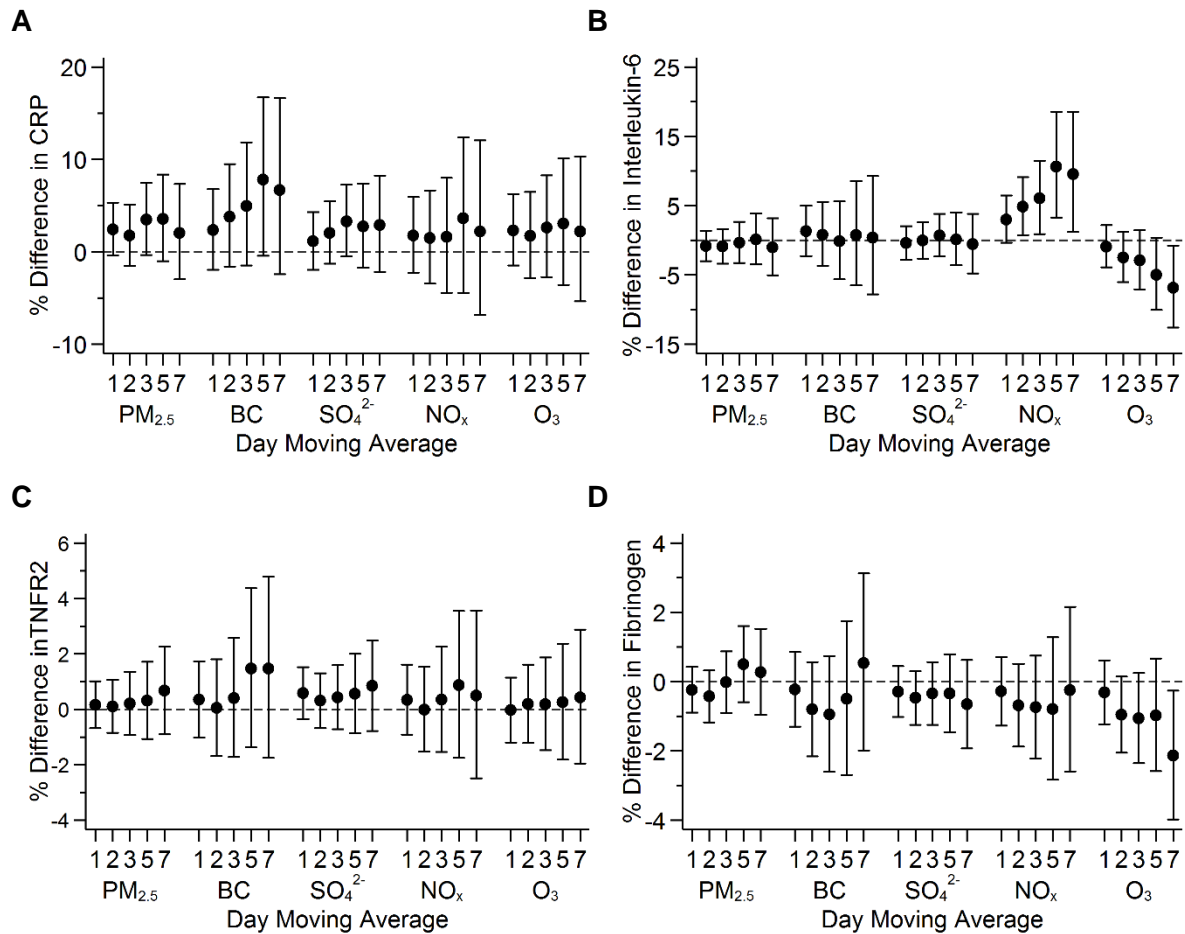 A
% Difference in CRP
20
10
0
-10
1 2 3 5 7 1 2 3 5 7 1 2 3 5 7 1 2 3 5 7 1 2 3 5 7
PM2.5 BC SO4 2- NOx O3
Day Moving Average
B
% Difference in Interleukin-6
25
15
5
-5
-15
1 2 3 5 7 1 2 3 5 7 1 2 3 5 7 1 2 3 5 7 1 2 3 5 7
PM2.5 BC SO4 2- NOx O3
Day Moving Average
C
% Difference inTNFR2
6
4
2
0
-2
-4
1 2 3 5 7 1 2 3 5 7 1 2 3 5 7 1 2 3 5 7 1 2 3 5 7
PM2.5 BC SO4 2- NOx O3
Day Moving Average
D
% Difference in Fibrinogen
4
2
0
-2
-4
1 2 3 5 7 1 2 3 5 7 1 2 3 5 7 1 2 3 5 7 1 2 3 5 7
PM2.5 BC SO4 2- NOx O3
Day Moving Average